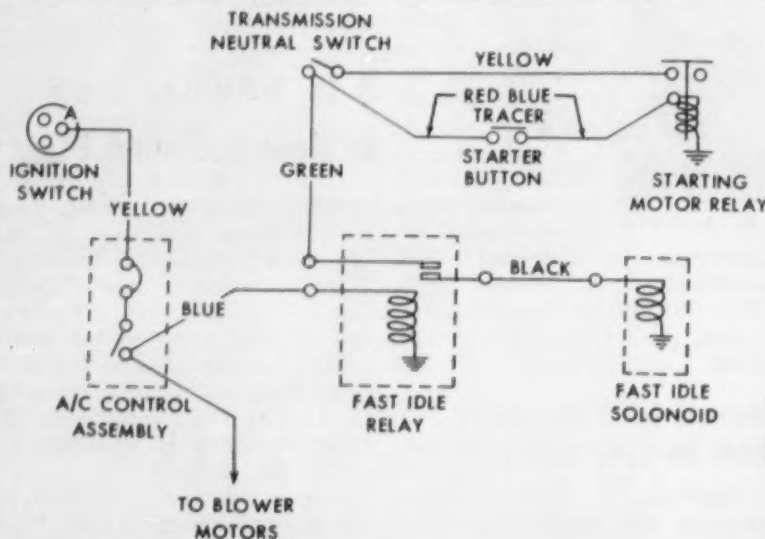 TRANSMISSION
NEUTRAL SWITCH
YELLOW
A
RED BLUE
TRACER
IGNITION
SWITCH
GREEN
STARTER
BUTTON
STARTING
MOTOR RELAY
YELLOW
BLACK
BLUE
A/C CONTROL
ASSEMBLY
FAST IDLE
RELAY
FAST IDLE
SOLONOID
TO BLOWER
MOTORS